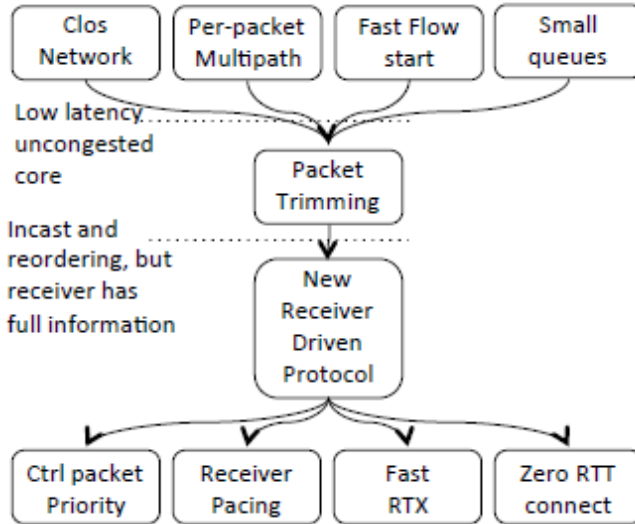 Clos
Network
Per-packet
Multipath
Fast Flow
start
Small
queues
Low latency
uncongested
core
Packet
Trimming
Incast and
reordering, but
receiver has
full information
New
Receiver
Driven
Protocol
Ctrl packet
Priority
Receiver
Pacing
Fast
RTX
Zero RTT
connect